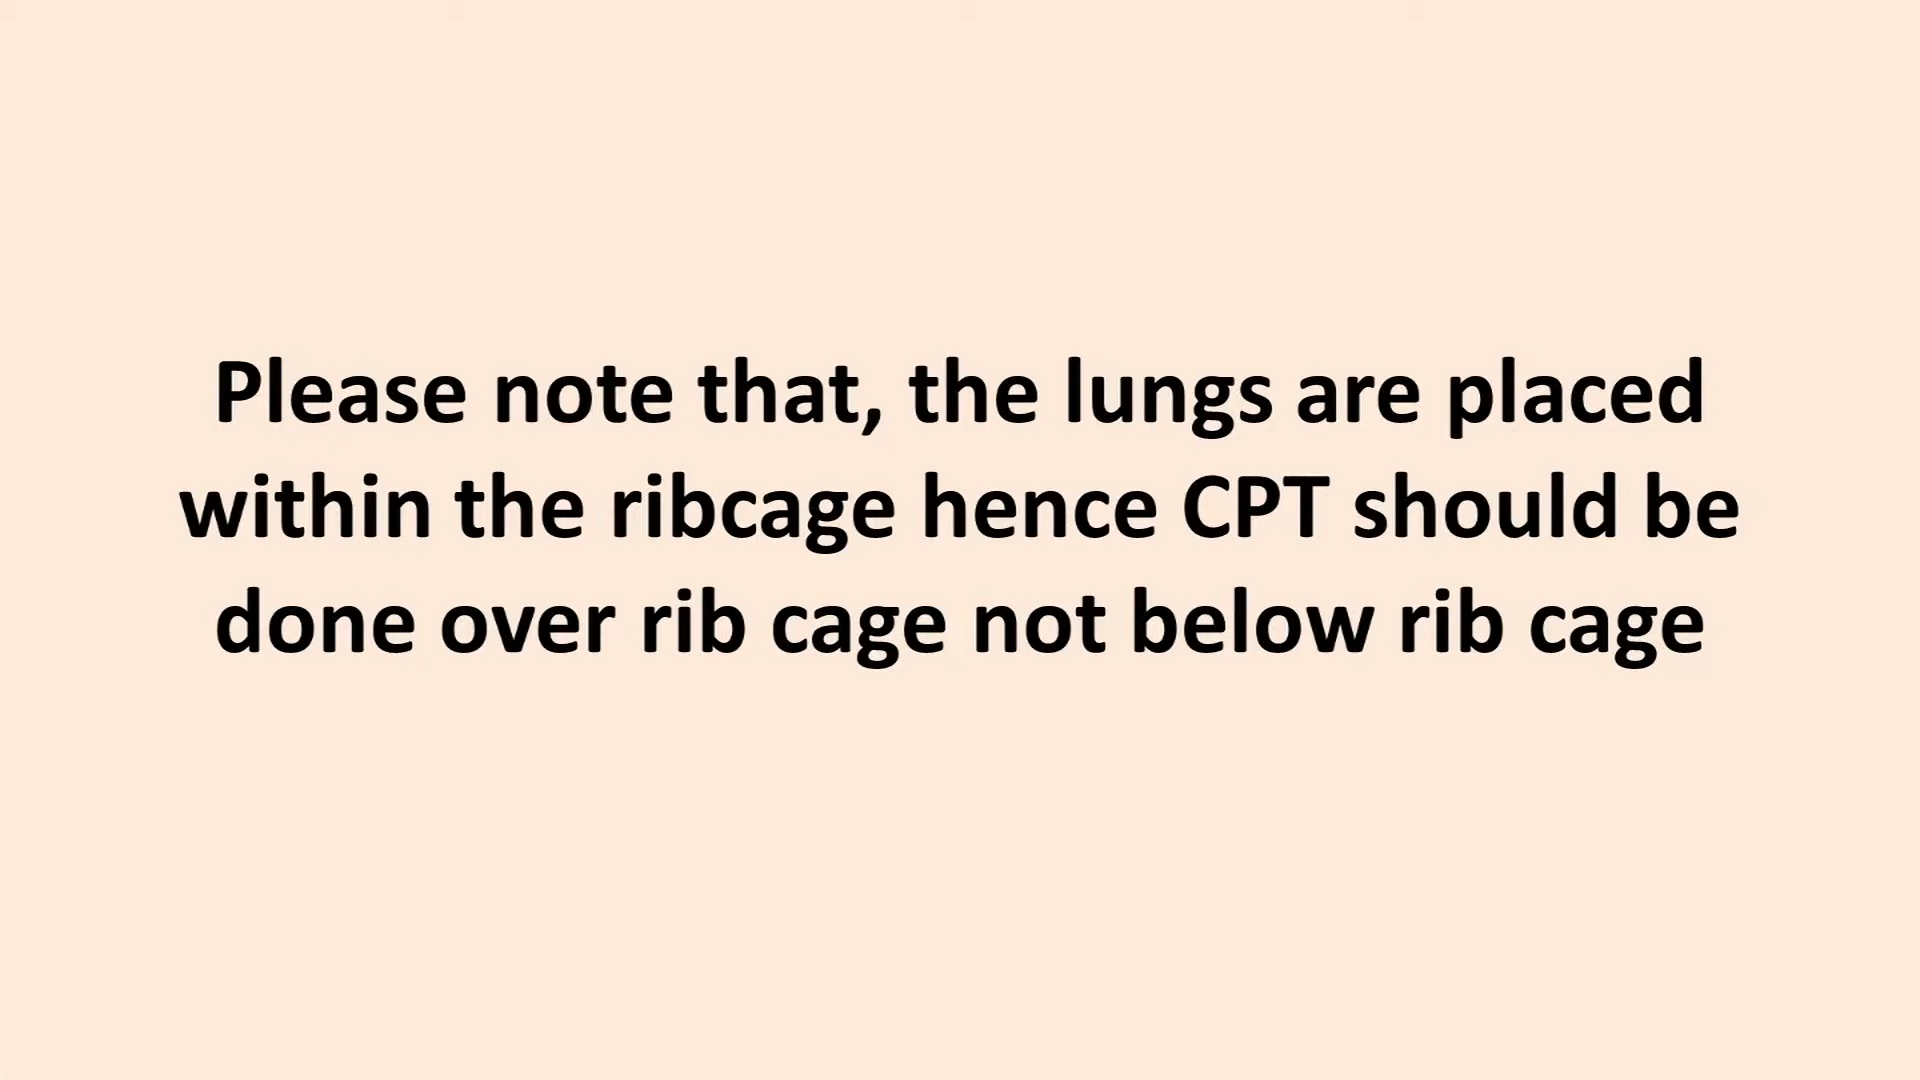 Please note that, the lungs are placed
within the ribcage hence CPT should be
done over rib cage not below rib cage